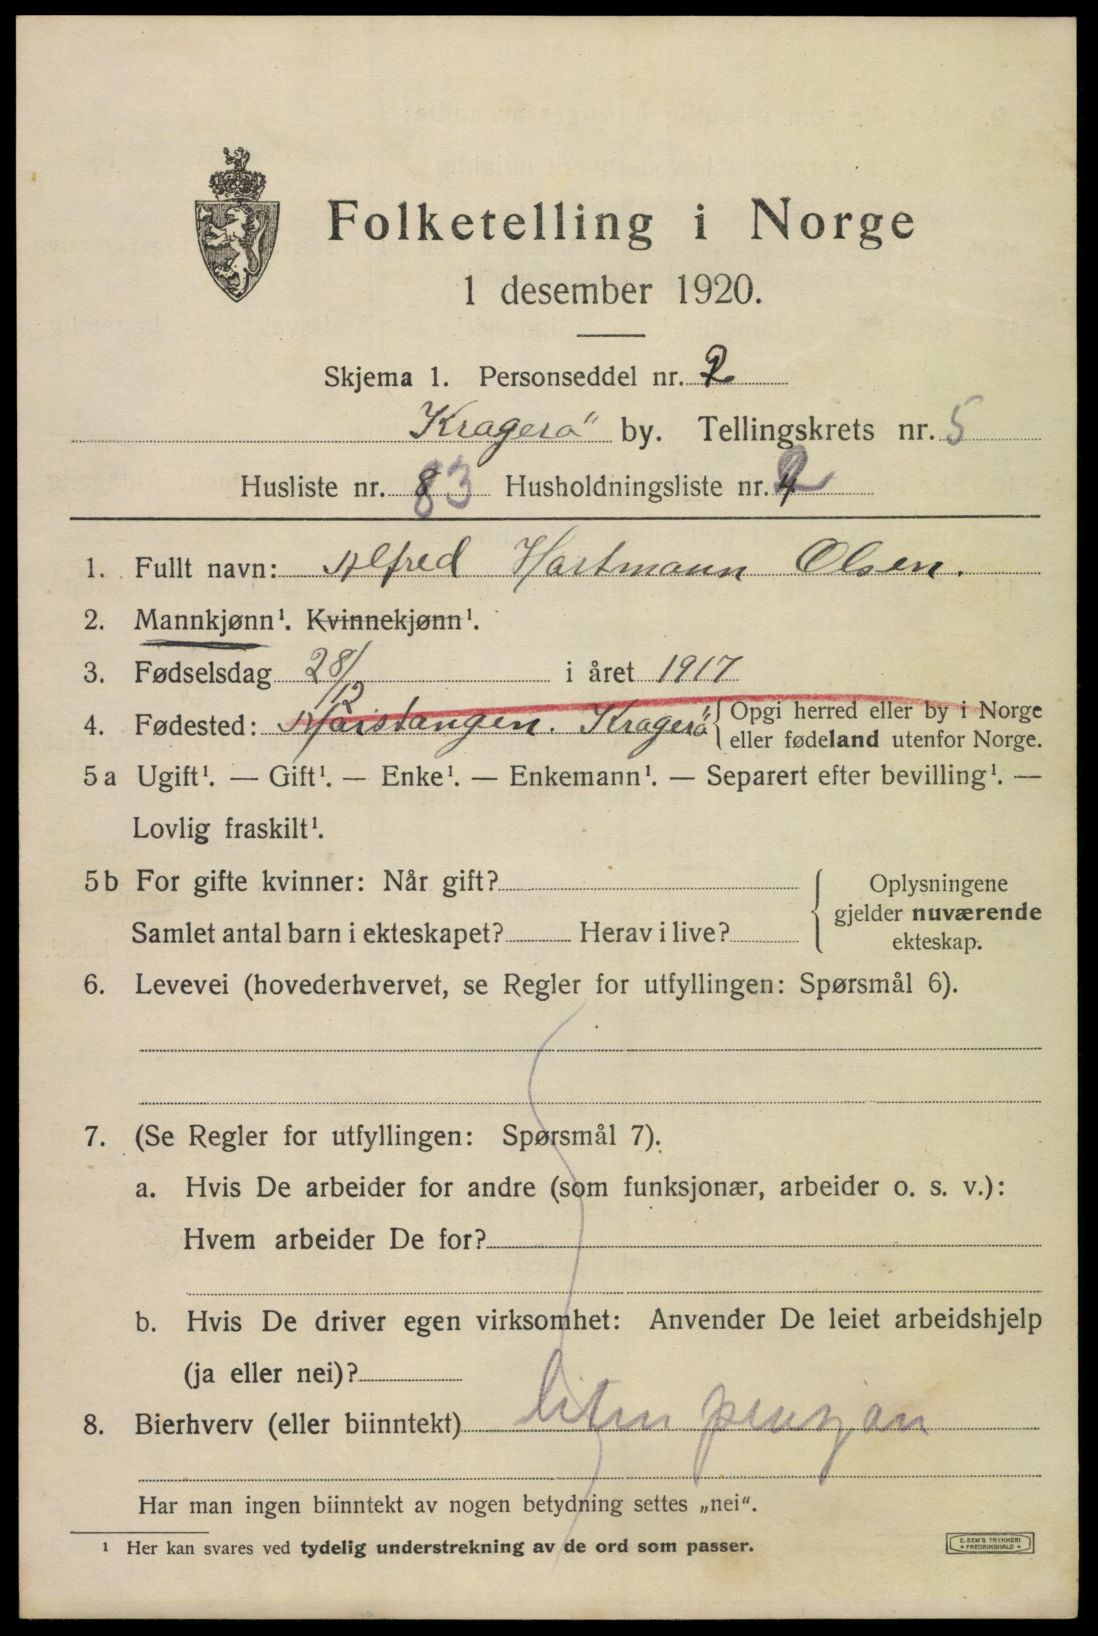 Folketelling i Norge
1 desember 1920.
Skjema 1. Personseddel nr. 2
Kragerø by. Tellingskrets nr. 5
Husliste nr. 83 Husholdningsliste nr. 2
1. Fullt navn: Alfred Hartmann Olsen.
2. Mannkjønn¹. Kvinnekjønn¹.
3. Fødselsdag 28/12 i året 1917
4. Fødested: Kragerø { Opgi herred eller by i Norge
eller fødeland utenfor Norge.
5a Ugift¹. — Gift¹. — Enke¹. — Enkemann¹. — Separert efter bevilling¹. —
Lovlig fraskilt¹.
5b For gifte kvinner: Når gift? { Oplysningene
gjelder nuværende
Samlet antal barn i ekteskapet? Herav i live? ekteskap.
6. Levevei (hovederhvervet, se Regler for utfyllingen: Spørsmål 6).
7. (Se Regler for utfyllingen: Spørsmål 7).
a. Hvis De arbeider for andre (som funksjonær, arbeider o. s. v.):
Hvem arbeider De for?
b. Hvis De driver egen virksomhet: Anvender De leiet arbeidshjelp
(ja eller nei)?
8. Bierhverv (eller biinntekt) liten pensjon
Har man ingen biinntekt av nogen betydning settes „nei“.
¹ Her kan svares ved tydelig understrekning av de ord som passer.
E. SEM'S TRYKKERI
FREDRIKSHALD